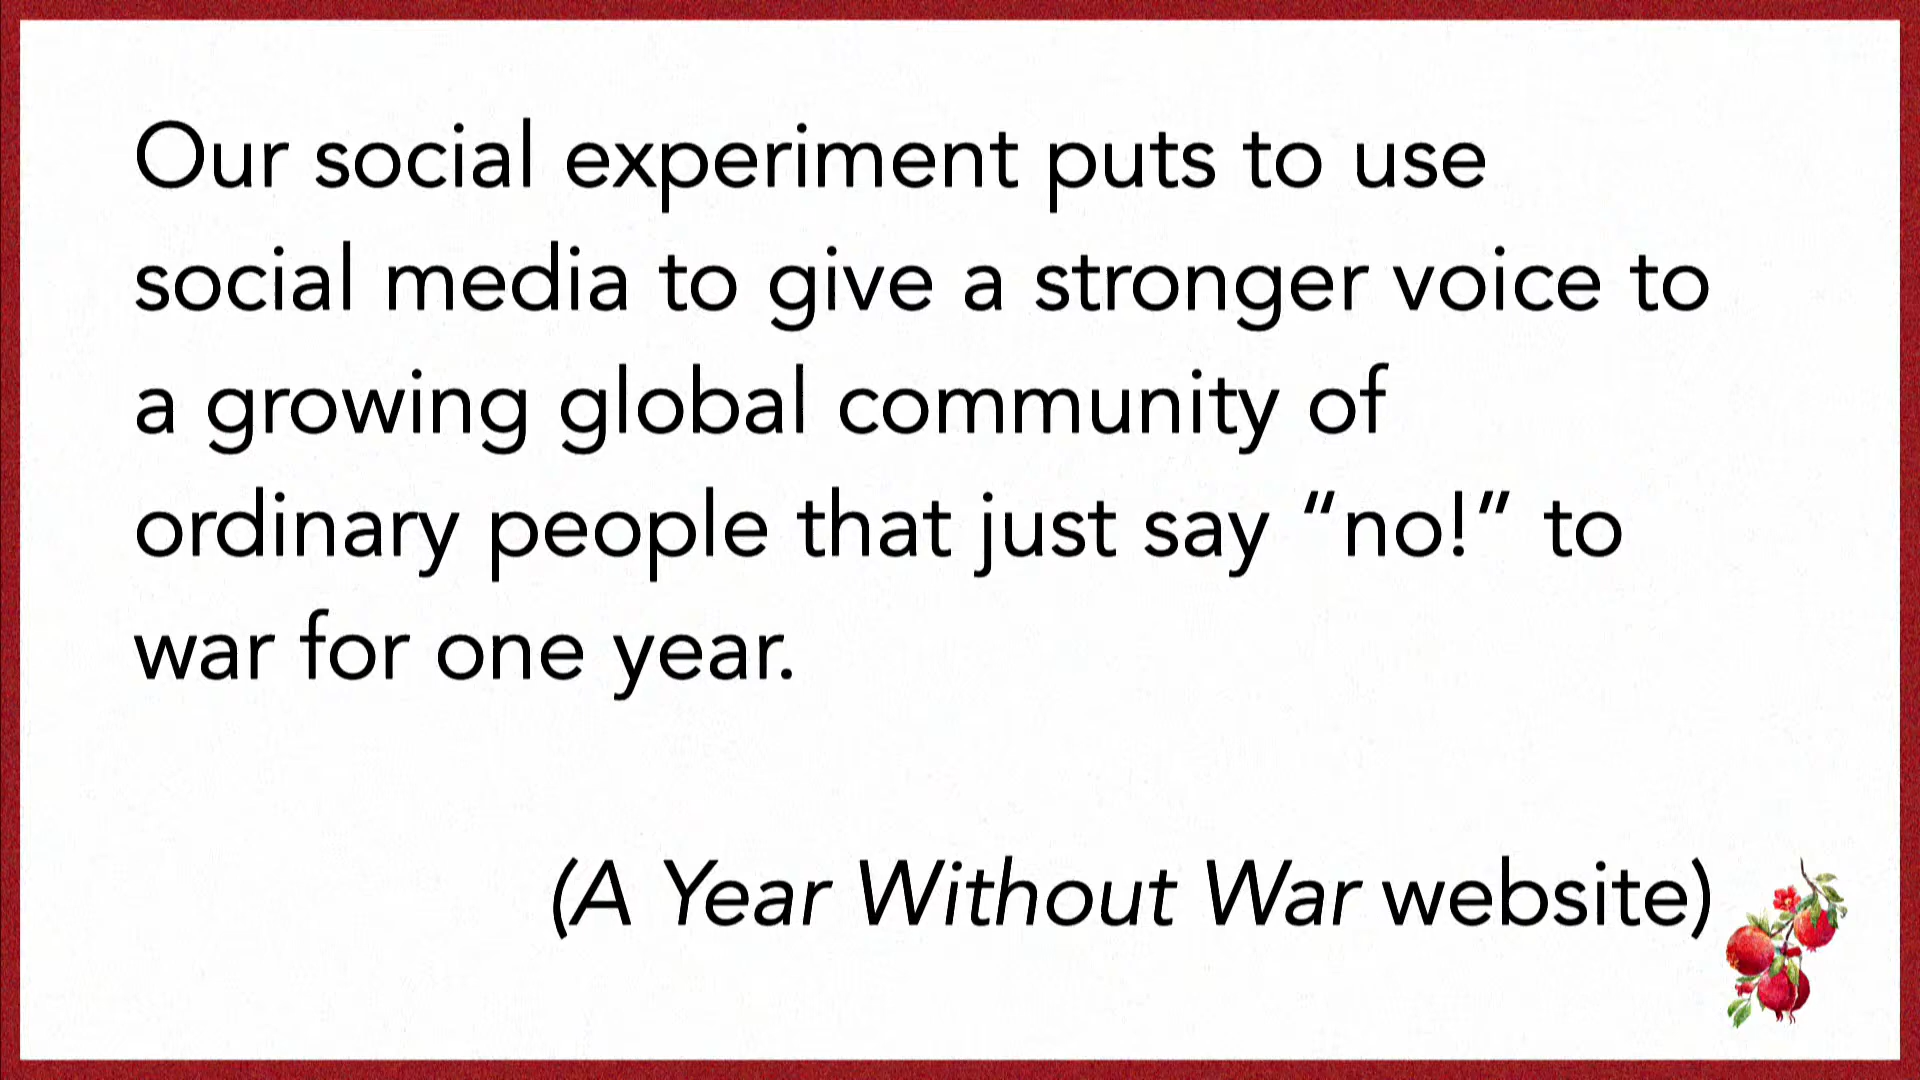 Our social experiment puts to use
social media to give a stronger voice to
a growing global community of
ordinary people that just say “no!” to
war for one year.
(A Year Without War website)